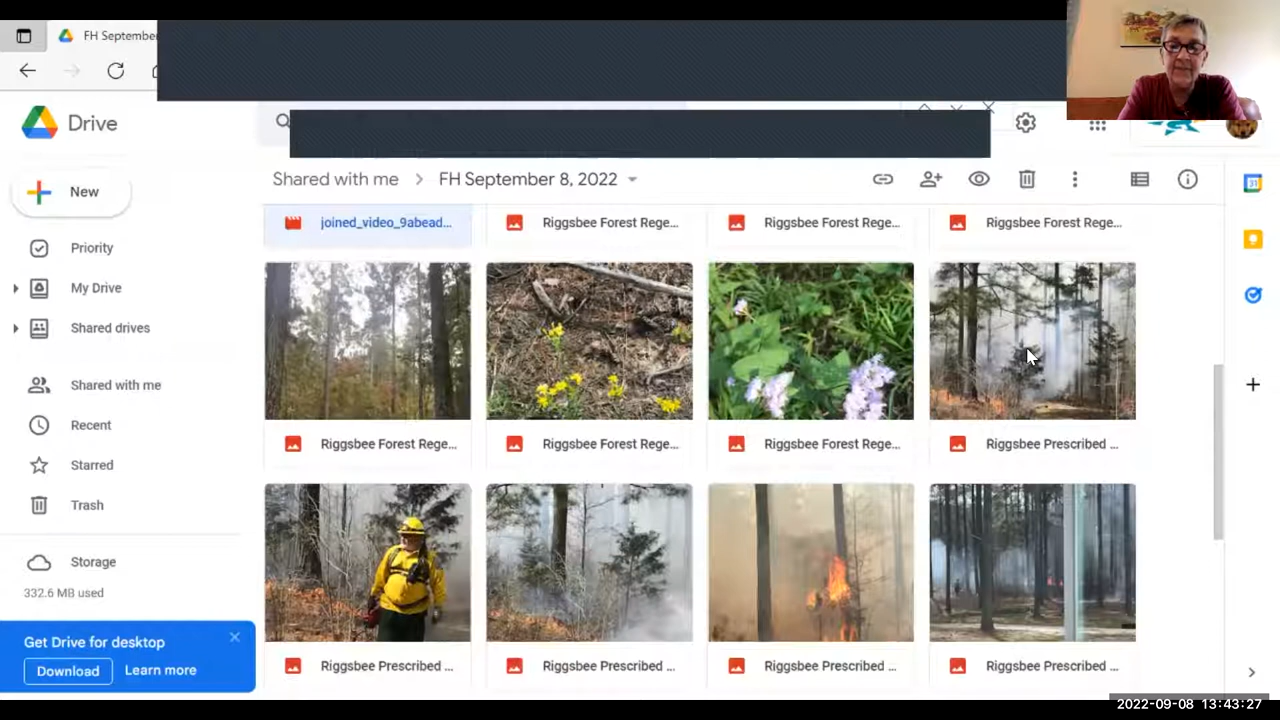 FH September
Drive
Shared with me > FH September 8, 2022
New
Priority
My Drive
Shared drives
Shared with me
Recent
Starred
Trash
Storage
332.6 MB used
Get Drive for desktop
Download Learn more
joined_video_9abead... Riggsbee Forest Rege... Riggsbee Forest Rege... Riggsbee Forest Rege...
Riggsbee Forest Rege... Riggsbee Forest Rege... Riggsbee Forest Rege... Riggsbee Prescribed ...
Riggsbee Prescribed ... Riggsbee Prescribed ... Riggsbee Prescribed ... Riggsbee Prescribed ...
31
2022-09-08 13:43:27